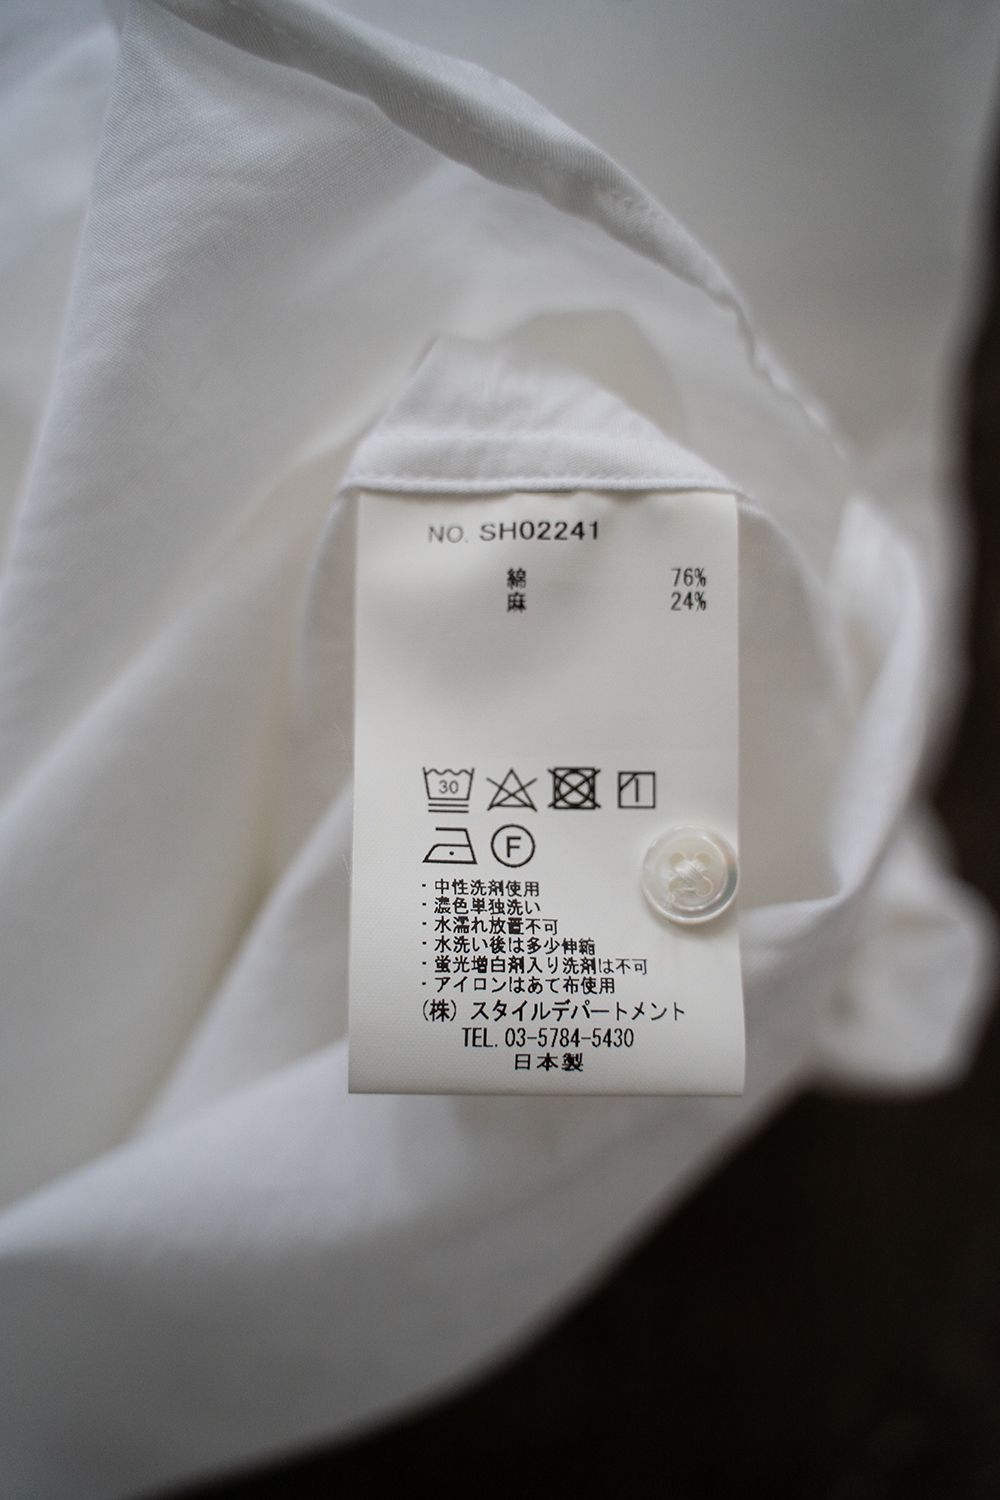 NO. SH02241
綿 76%
麻 24%
30
F
・中性洗剤使用
・濃色単独洗い
・水濡れ放置不可
・水洗い後は多少伸縮
・蛍光増白剤入り洗剤は不可
・アイロンはあて布使用
(株) スタイルデパートメント
TEL. 03-5784-5430
日本製